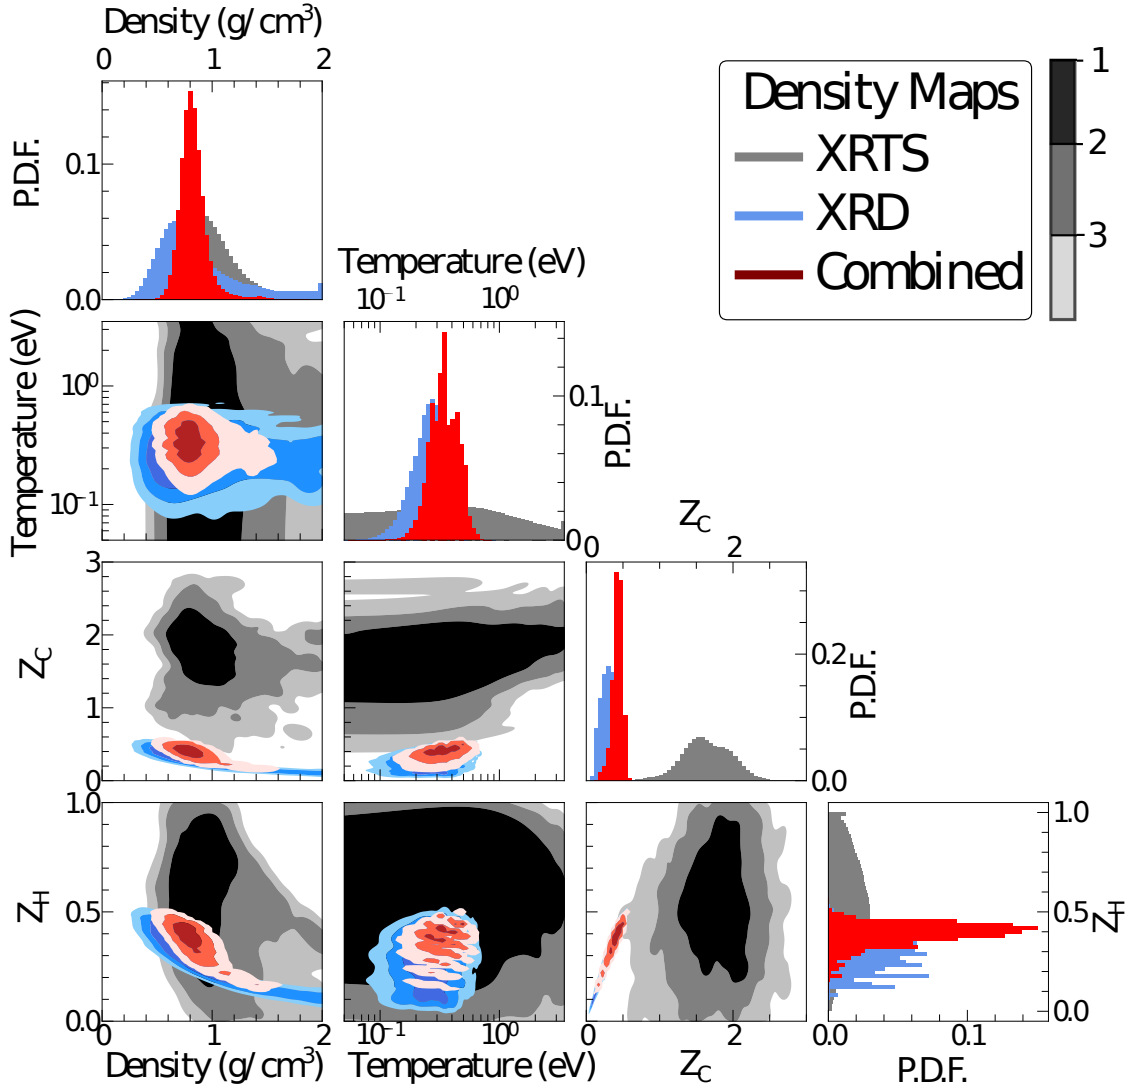 Density (g/cm³)
0 1 2
P.D.F.
0.1
0.0
Density Maps
XRTS
XRD
Combined
1
2
3
Temperature (eV)
10⁻¹ 10⁰
Temperature (eV)
10⁰
10⁻¹
0.1
0.0
P.D.F.
Z_C
0 2
Z_C
3
2
1
0
0.2
0.0
P.D.F.
Z_H
1.0
0.5
0.0
1.0
0.5
0.0
Z_H
0 1 2
10⁻¹ 10⁰
0 2
0.0 0.1
Density (g/cm³)
Temperature (eV)
Z_C
P.D.F.